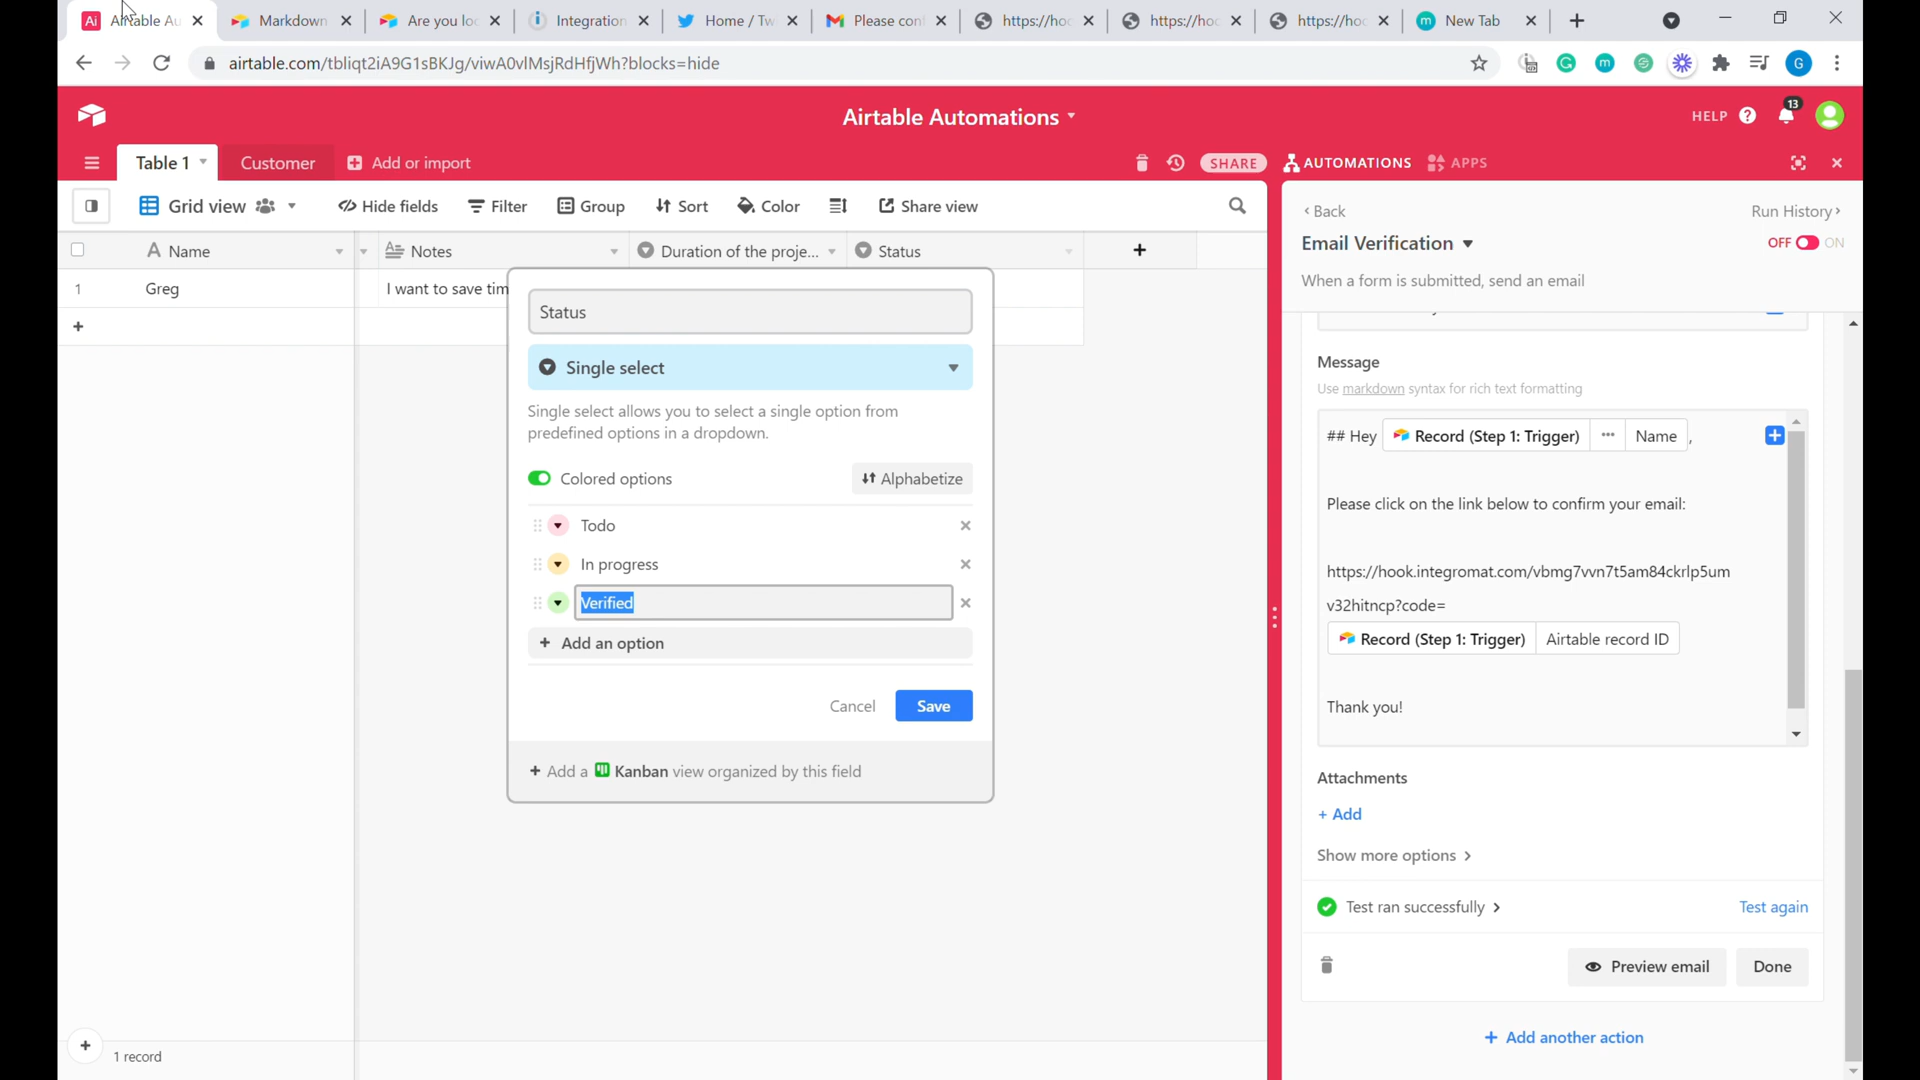 Ai Airtable Au
Markdown
Are you loo
Integration
Home / Tw
Please conf
https://hoo
https://hoo
https://hoo
m New Tab
airtable.com/tbliqt2iA9G1sBKJg/viwA0vlMsjRdHfjWh?blocks=hide
G
Airtable Automations
HELP
13
Table 1
Customer
Add or import
SHARE
AUTOMATIONS
APPS
Grid view
Hide fields
Filter
Group
Sort
Color
Share view
Name
Notes
Duration of the proje...
Status
1
Greg
I want to save tim
1 record
Status
Single select
Single select allows you to select a single option from
predefined options in a dropdown.
Colored options
Alphabetize
Todo
In progress
Verified
Add an option
Cancel
Save
Add a Kanban view organized by this field
Back
Run History
Email Verification
OFF
ON
When a form is submitted, send an email
Message
Use markdown syntax for rich text formatting
## Hey Record (Step 1: Trigger) ... Name ,
Please click on the link below to confirm your email:
https://hook.integromat.com/vbmg7vvn7t5am84ckrlp5um
v32hitncp?code=
Record (Step 1: Trigger) Airtable record ID
Thank you!
Attachments
+ Add
Show more options
Test ran successfully
Test again
Preview email
Done
+ Add another action